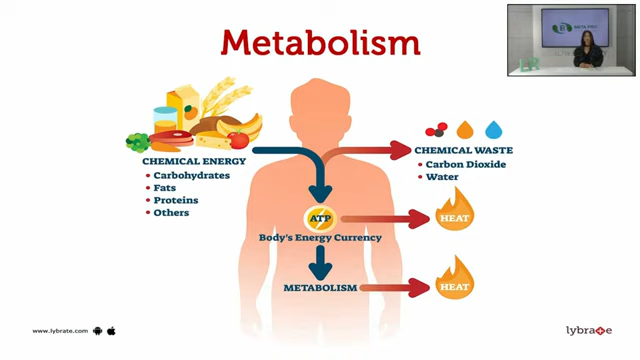 Metabolism
CHEMICAL ENERGY
• Carbohydrates
• Fats
• Proteins
• Others
CHEMICAL WASTE
• Carbon Dioxide
• Water
ATP
HEAT
Body's Energy Currency
METABOLISM
HEAT
www.lybrate.com
lybrate
LR